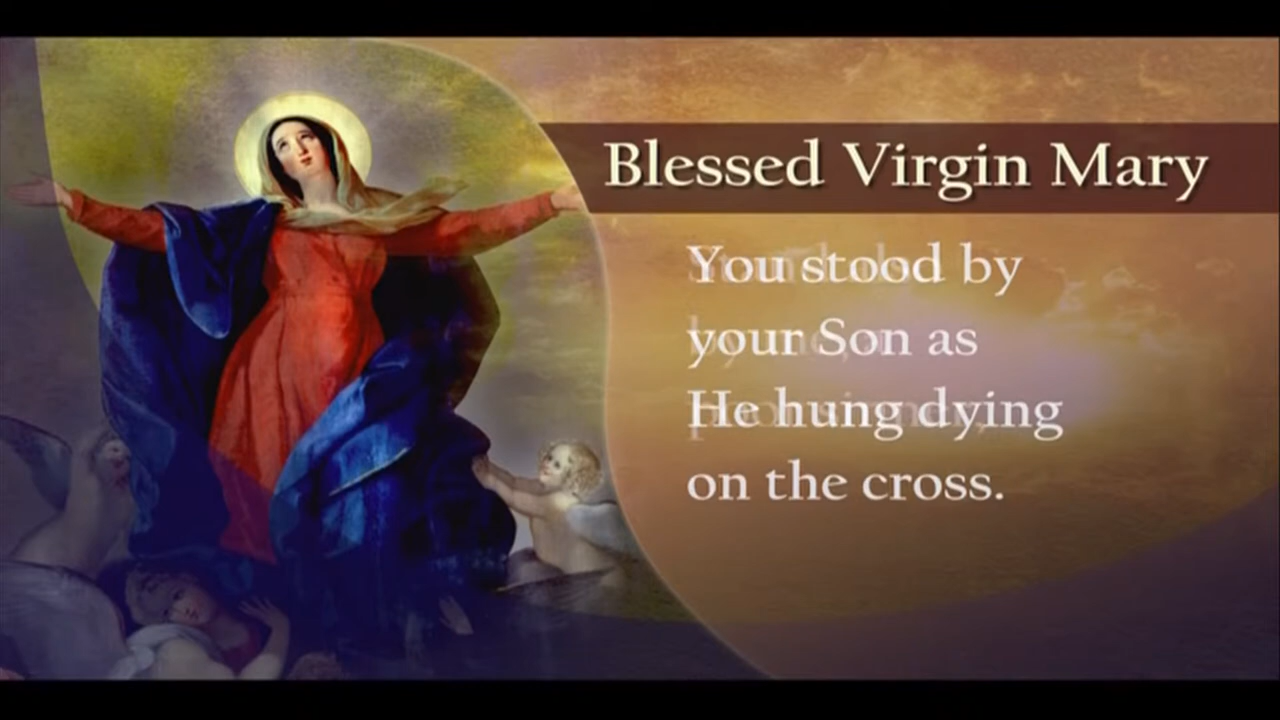 Blessed Virgin Mary
You stood by
your Son as
He hung dying
on the cross.